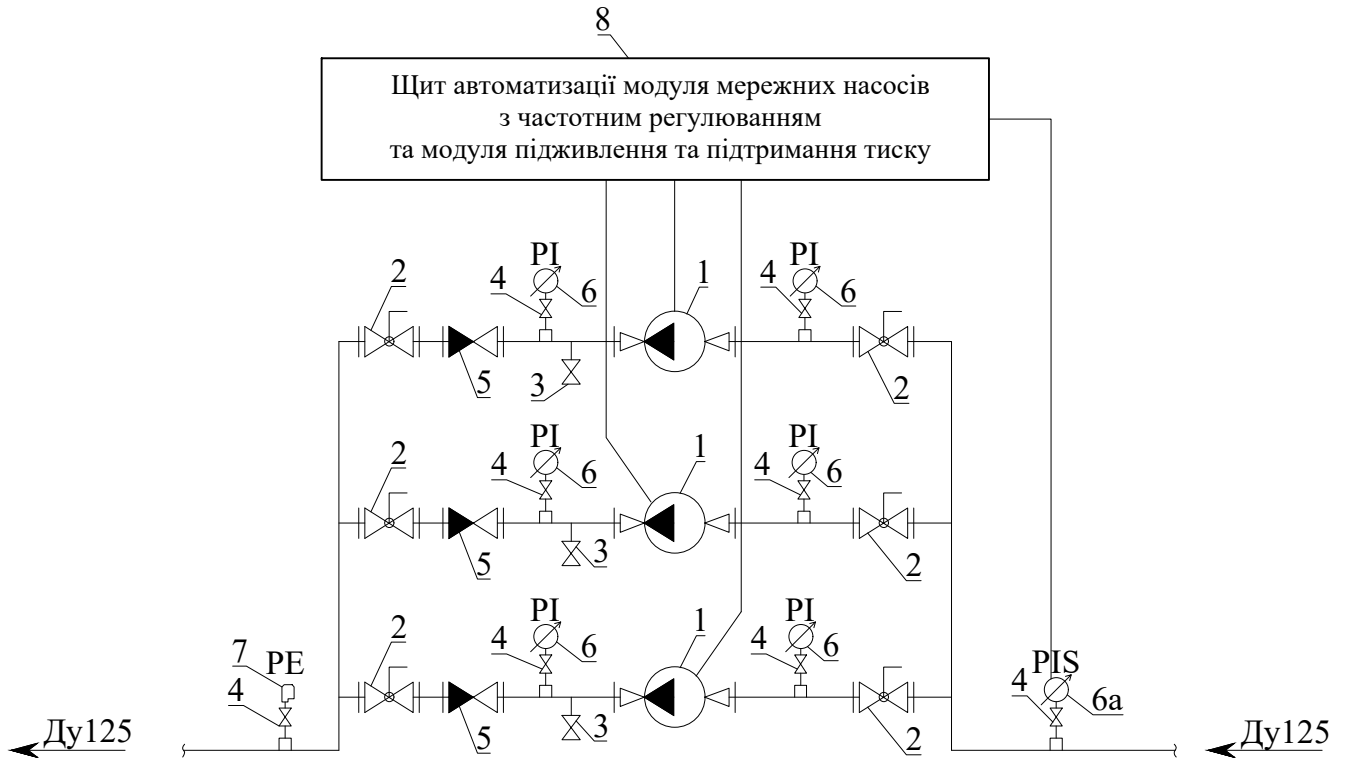 8
Щит автоматизації модуля мережних насосів
з частотним регулюванням
та модуля підживлення та підтримання тиску
2 4 PI 6 1 4 PI 6
5 3 2
2 4 PI 6 1 4 PI 6
5 3 2
2 4 PI 6 1 4 PI 6
5 3 2
7 PE
4
PIS
4 6а
Ду125
Ду125